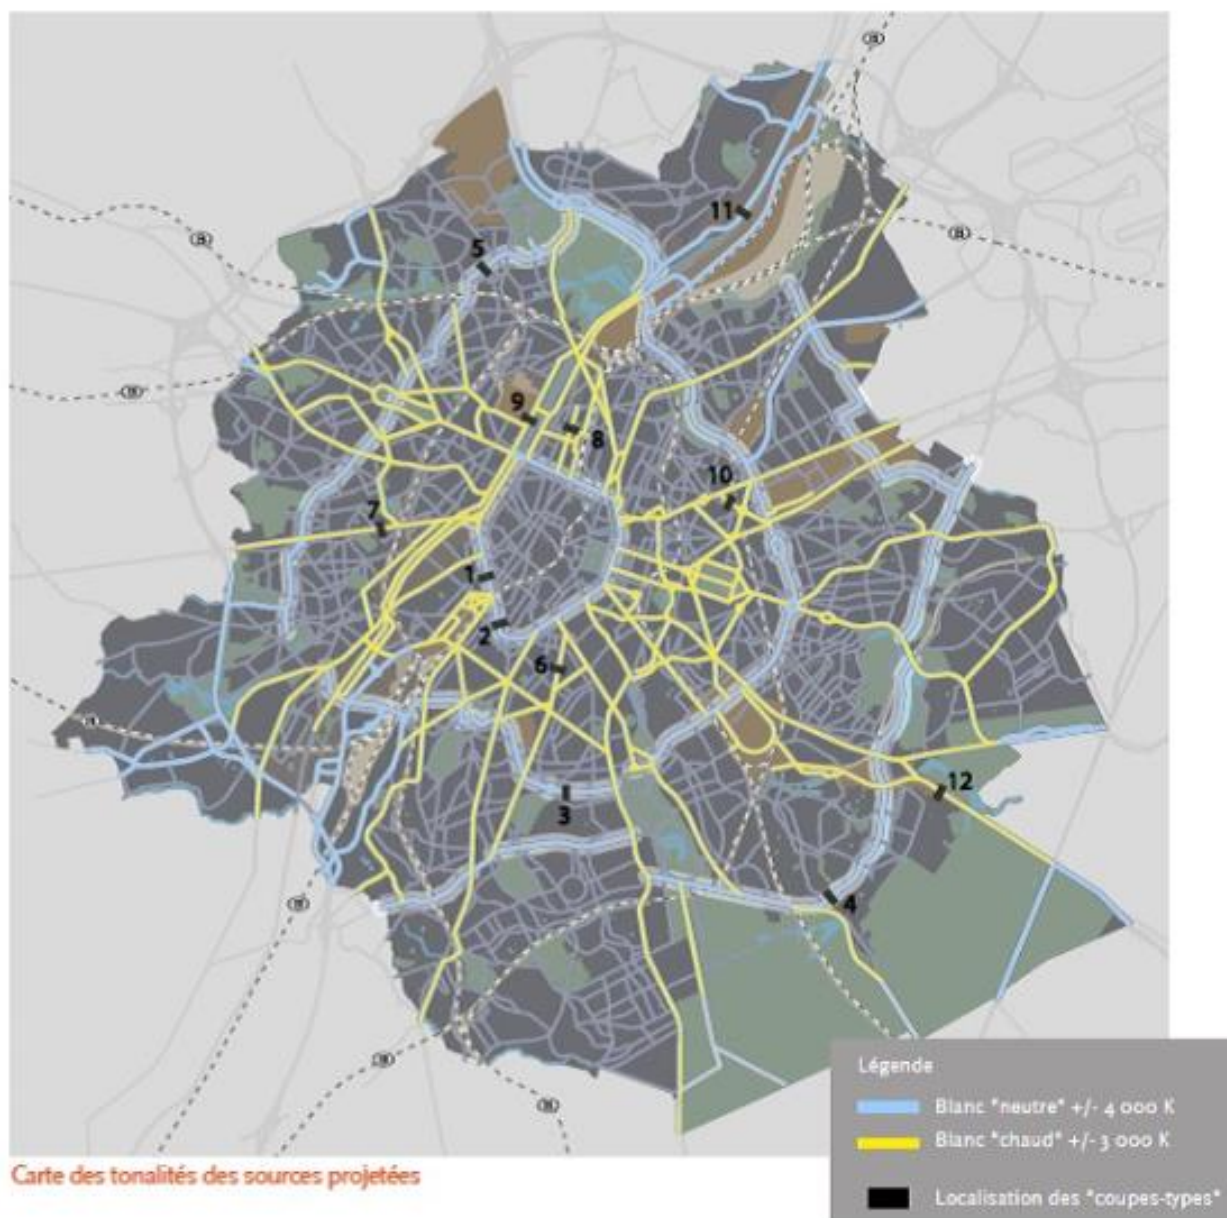 11
5
9
8
10
7
1
2
6
3
12
4
Légende
Blanc "neutre" +/- 4 000 K
Blanc "chaud" +/- 3 000 K
Localisation des "coupes-types"
Carte des tonalités des sources projetées